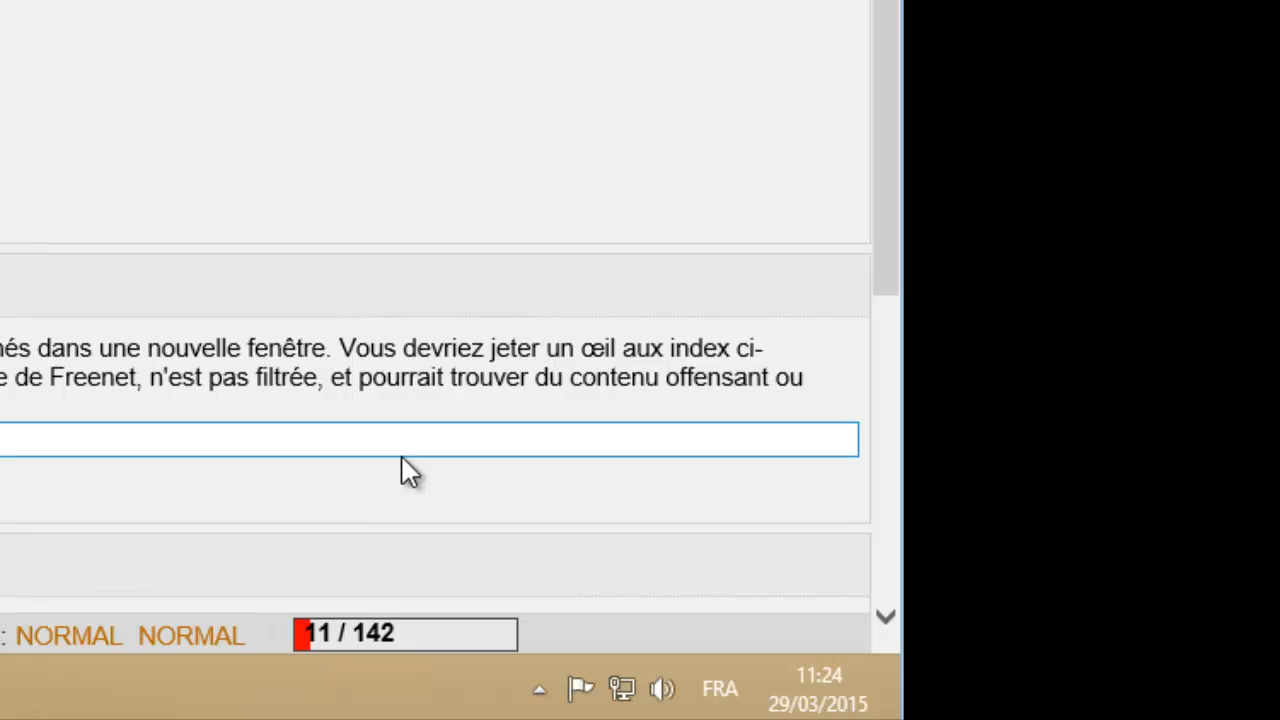 nés dans une nouvelle fenêtre. Vous devriez jeter un œil aux index ci-
e de Freenet, n'est pas filtrée, et pourrait trouver du contenu offensant ou
: NORMAL NORMAL 11 / 142
FRA
11:24
29/03/2015